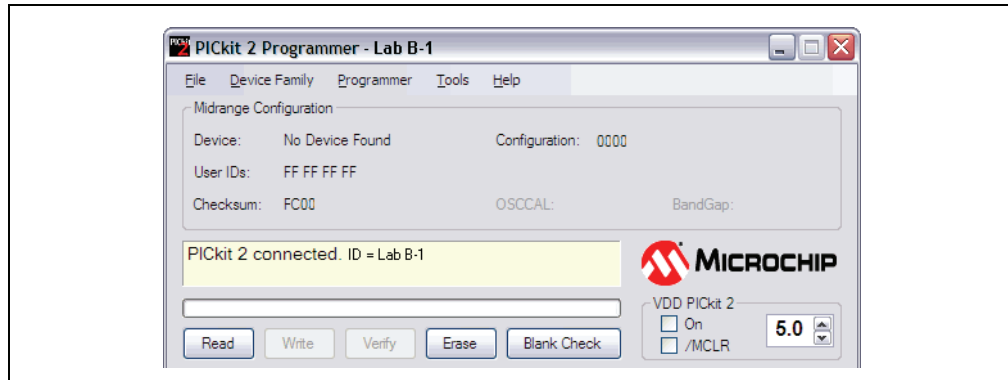 PICkit 2 Programmer - Lab B-1
File Device Family Programmer Tools Help
Midrange Configuration
Device: No Device Found Configuration: 0000
User IDs: FF FF FF FF
Checksum: FC00 OSCCAL: BandGap:
PICkit 2 connected. ID = Lab B-1
MICROCHIP
VDD PICkit 2
On
5.0
/MCLR
Read Write Verify Erase Blank Check